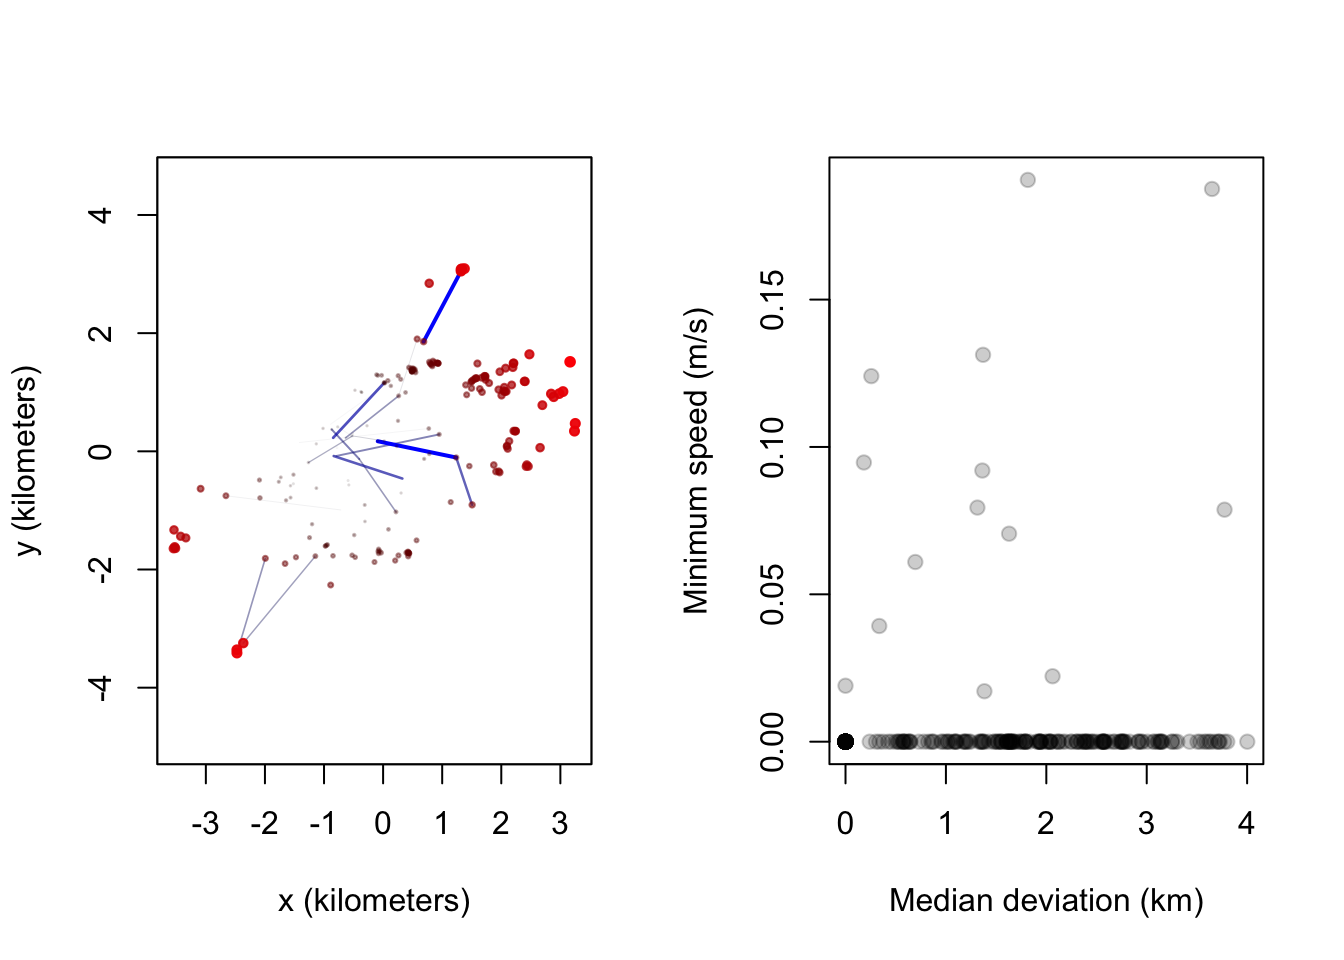 4
2
0
-2
-4
y (kilometers)
-3 -2 -1 0 1 2 3
x (kilometers)
0.15
0.10
0.05
0.00
Minimum speed (m/s)
0 1 2 3 4
Median deviation (km)